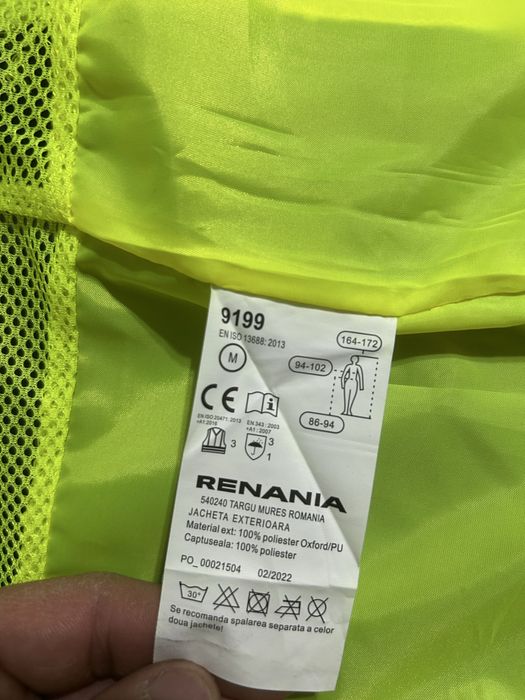 9199
EN ISO 13688: 2013
M
164-172
94-102
86-94
CE
i
EN ISO 20471: 2013
+A1:2016
EN 343 : 2003
+A1 : 2007
3
3
1
RENANIA
540240 TARGU MURES ROMANIA
JACHETA EXTERIOARA
Material ext: 100% poliester Oxford/PU
Captuseala: 100% poliester
PO_00021504 02/2022
30°
Se recomanda spalarea separata a celor
doua jachete!